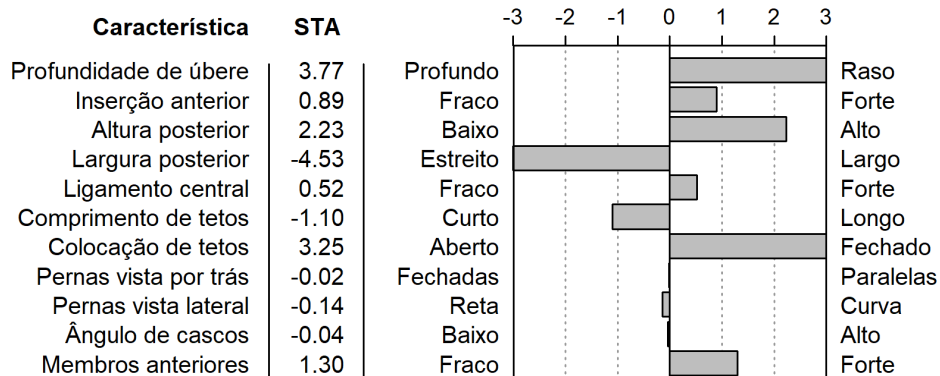 -3 -2 -1 0 1 2 3
Característica STA
Profundidade de úbere 3.77 Profundo Raso
Inserção anterior 0.89 Fraco Forte
Altura posterior 2.23 Baixo Alto
Largura posterior -4.53 Estreito Largo
Ligamento central 0.52 Fraco Forte
Comprimento de tetos -1.10 Curto Longo
Colocação de tetos 3.25 Aberto Fechado
Pernas vista por trás -0.02 Fechadas Paralelas
Pernas vista lateral -0.14 Reta Curva
Ângulo de cascos -0.04 Baixo Alto
Membros anteriores 1.30 Fraco Forte